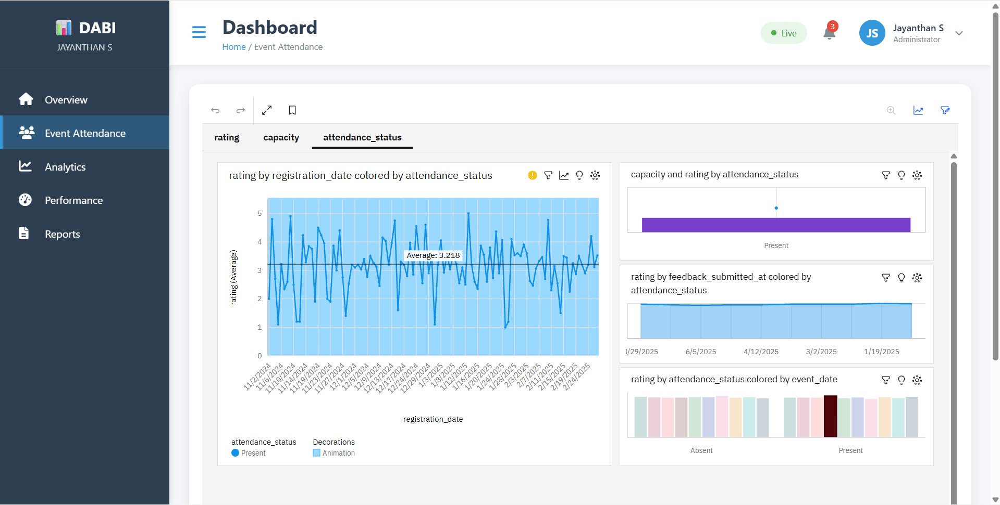 DABI
JAYANTHAN S
Overview
Event Attendance
Analytics
Performance
Reports
Dashboard
Home / Event Attendance
Live
3
JS
Jayanthan S
Administrator
rating
capacity
attendance_status
rating by registration_date colored by attendance_status
5
4
3
2
1
0
rating (Average)
Average: 3.218
11/2/2024
11/6/2024
11/10/2024
11/14/2024
11/19/2024
11/23/2024
11/27/2024
12/1/2024
12/5/2024
12/9/2024
12/13/2024
12/17/2024
12/24/2024
12/29/2024
1/3/2025
1/8/2025
1/12/2025
1/16/2025
1/20/2025
1/24/2025
1/28/2025
2/3/2025
2/7/2025
2/11/2025
2/15/2025
2/19/2025
2/24/2025
registration_date
attendance_status
Present
Decorations
Animation
capacity and rating by attendance_status
Present
rating by feedback_submitted_at colored by
attendance_status
/29/2025
6/5/2025
4/12/2025
3/2/2025
1/19/2025
rating by attendance_status colored by event_date
Absent
Present